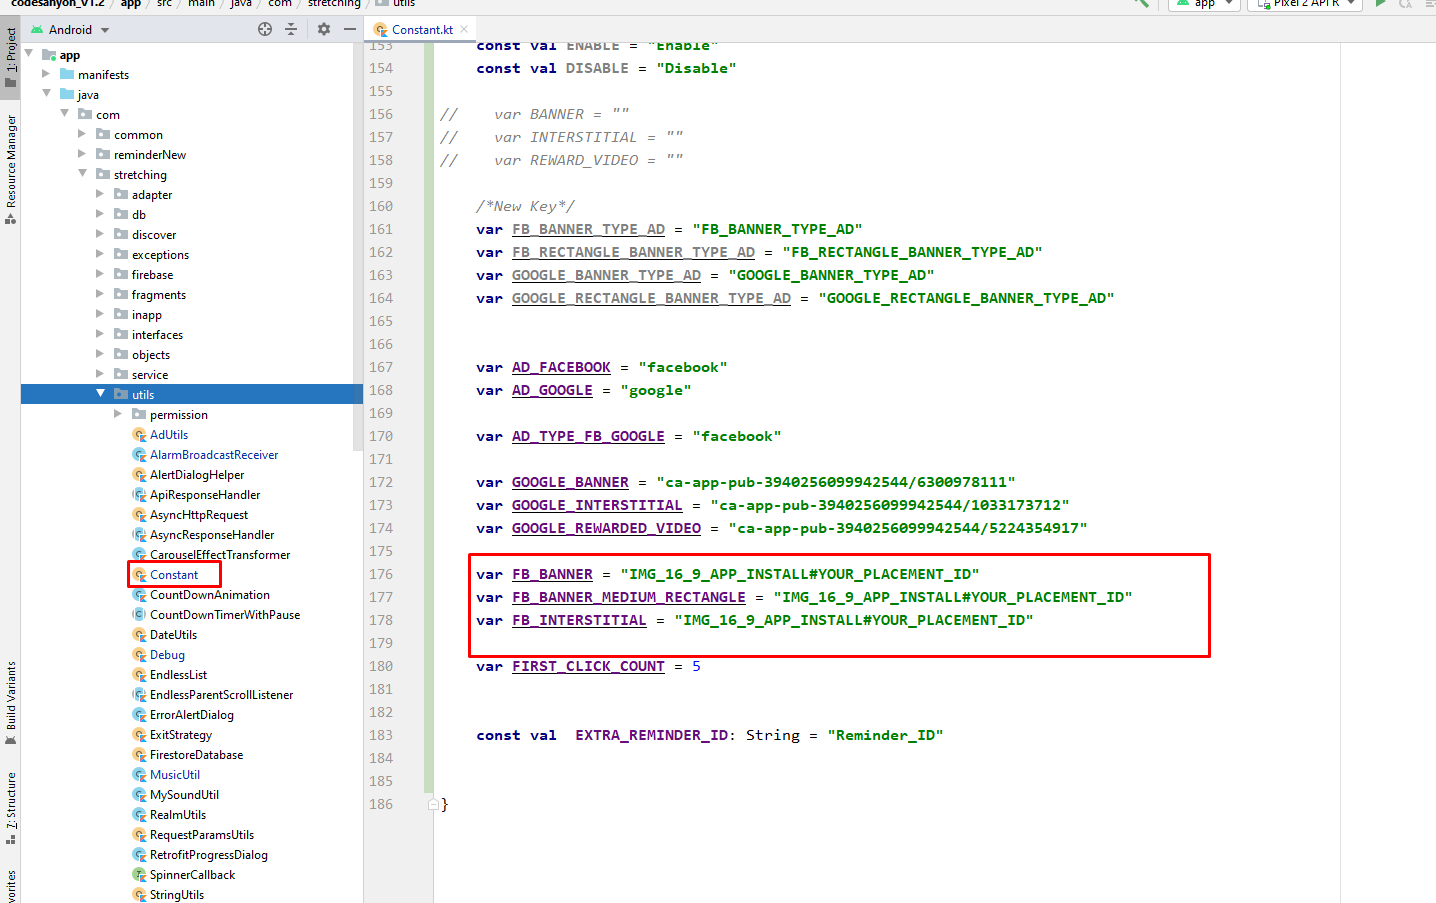 codesanyon_v1.2 app src main java com stretching utils
app Pixel 2 API R
1: Project
Android
Constant.kt
app
manifests
java
com
common
reminderNew
stretching
adapter
db
discover
exceptions
firebase
fragments
inapp
interfaces
objects
service
utils
permission
AdUtils
AlarmBroadcastReceiver
AlertDialogHelper
ApiResponseHandler
AsyncHttpRequest
AsyncResponseHandler
CarouselEffectTransformer
Constant
CountDownAnimation
CountDownTimerWithPause
DateUtils
Debug
EndlessList
EndlessParentScrollListener
ErrorAlertDialog
ExitStrategy
FirestoreDatabase
MusicUtil
MySoundUtil
RealmUtils
RequestParamsUtils
RetrofitProgressDialog
SpinnerCallback
StringUtils
Resource Manager
Build Variants
7: Structure
153 const val ENABLE = "Enable"
154 const val DISABLE = "Disable"
155
156 // var BANNER = ""
157 // var INTERSTITIAL = ""
158 // var REWARD_VIDEO = ""
159
160 /*New Key*/
161 var FB_BANNER_TYPE_AD = "FB_BANNER_TYPE_AD"
162 var FB_RECTANGLE_BANNER_TYPE_AD = "FB_RECTANGLE_BANNER_TYPE_AD"
163 var GOOGLE_BANNER_TYPE_AD = "GOOGLE_BANNER_TYPE_AD"
164 var GOOGLE_RECTANGLE_BANNER_TYPE_AD = "GOOGLE_RECTANGLE_BANNER_TYPE_AD"
165
166
167 var AD_FACEBOOK = "facebook"
168 var AD_GOOGLE = "google"
169
170 var AD_TYPE_FB_GOOGLE = "facebook"
171
172 var GOOGLE_BANNER = "ca-app-pub-3940256099942544/6300978111"
173 var GOOGLE_INTERSTITIAL = "ca-app-pub-3940256099942544/1033173712"
174 var GOOGLE_REWARDED_VIDEO = "ca-app-pub-3940256099942544/5224354917"
175
176 var FB_BANNER = "IMG_16_9_APP_INSTALL#YOUR_PLACEMENT_ID"
177 var FB_BANNER_MEDIUM_RECTANGLE = "IMG_16_9_APP_INSTALL#YOUR_PLACEMENT_ID"
178 var FB_INTERSTITIAL = "IMG_16_9_APP_INSTALL#YOUR_PLACEMENT_ID"
179
180 var FIRST_CLICK_COUNT = 5
181
182
183 const val EXTRA_REMINDER_ID: String = "Reminder_ID"
184
185
186 }